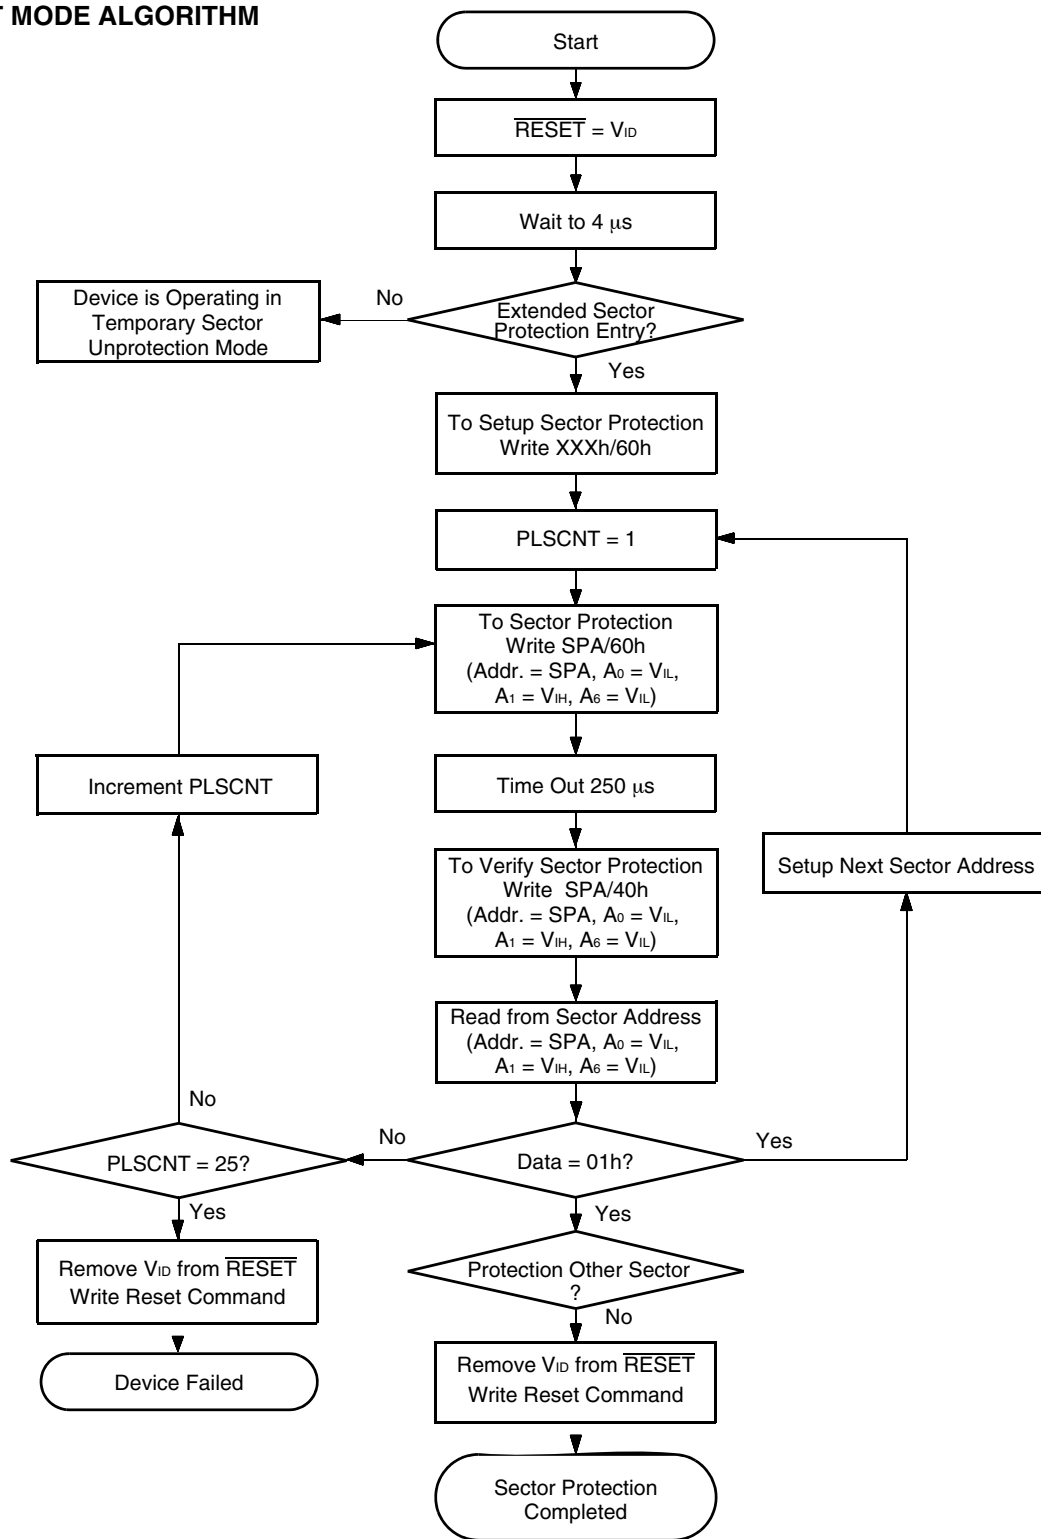 T MODE ALGORITHM
Start
RESET = VID
Wait to 4 μs
No
Device is Operating in
Temporary Sector
Unprotection Mode
Extended Sector
Protection Entry?
Yes
To Setup Sector Protection
Write XXXh/60h
PLSCNT = 1
To Sector Protection
Write SPA/60h
(Addr. = SPA, A0 = VIL,
A1 = VIH, A6 = VIL)
Increment PLSCNT
Time Out 250 μs
To Verify Sector Protection
Write SPA/40h
(Addr. = SPA, A0 = VIL,
A1 = VIH, A6 = VIL)
Setup Next Sector Address
Read from Sector Address
(Addr. = SPA, A0 = VIL,
A1 = VIH, A6 = VIL)
No
No
Yes
PLSCNT = 25?
Data = 01h?
Yes
Yes
Remove VID from RESET
Write Reset Command
Protection Other Sector
?
No
Device Failed
Remove VID from RESET
Write Reset Command
Sector Protection
Completed